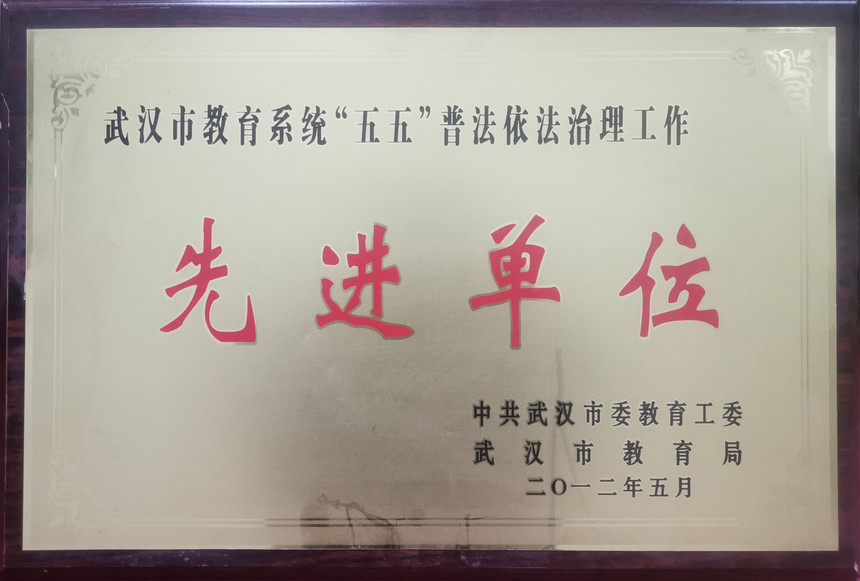 武汉市教育系统“五五”普法依法治理工作
先进单位
中共武汉市委教育工委
武汉市教育局
二〇一二年五月